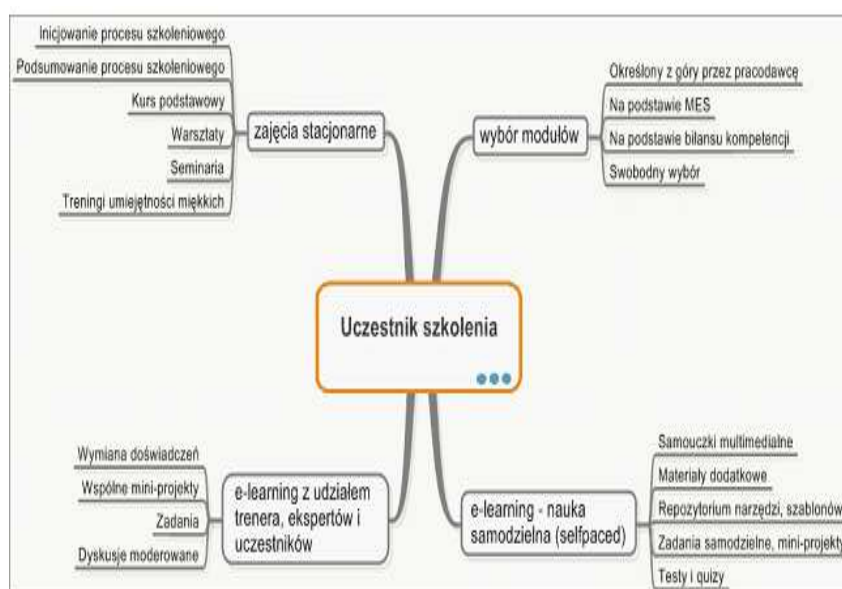 Inicjowanie procesu szkoleniowego
Podsumowanie procesu szkoleniowego
Kurs podstawowy
Warsztaty
Seminaria
Treningi umiejętności miękkich
zajęcia stacjonarne
wybór modułów
Określony z góry przez pracodawcę
Na podstawie MES
Na podstawie bilansu kompetencji
Swobodny wybór
Uczestnik szkolenia
Wymiana doświadczeń
Wspólne mini-projekty
Zadania
Dyskusje moderowane
e-learning z udziałem
trenera, ekspertów i
uczestników
e-learning - nauka
samodzielna (selfpaced)
Samouczki multimedialne
Materiały dodatkowe
Repozytorium narzędzi, szablonów
Zadania samodzielne, mini-projekty
Testy i quizy